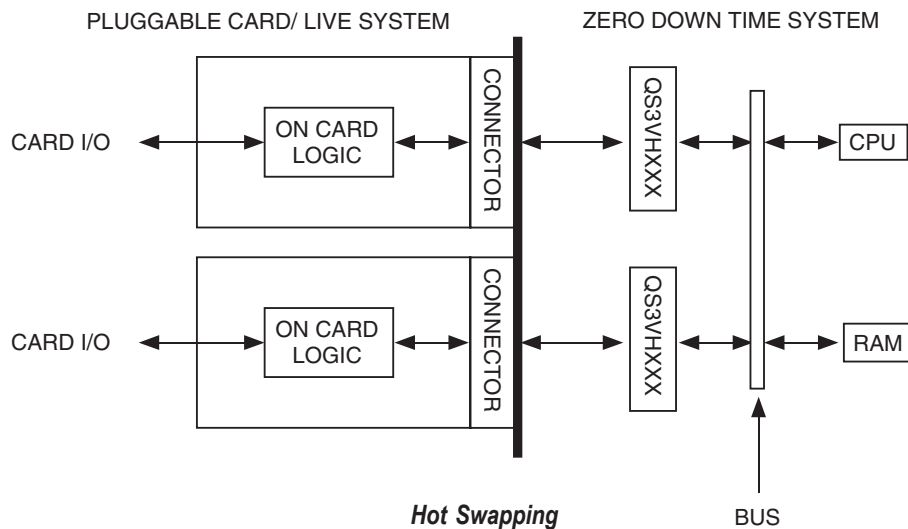 PLUGGABLE CARD/ LIVE SYSTEM
ZERO DOWN TIME SYSTEM
CARD I/O
ON CARD
LOGIC
CONNECTOR
QS3VHXXX
CPU
CARD I/O
ON CARD
LOGIC
CONNECTOR
QS3VHXXX
RAM
Hot Swapping
BUS